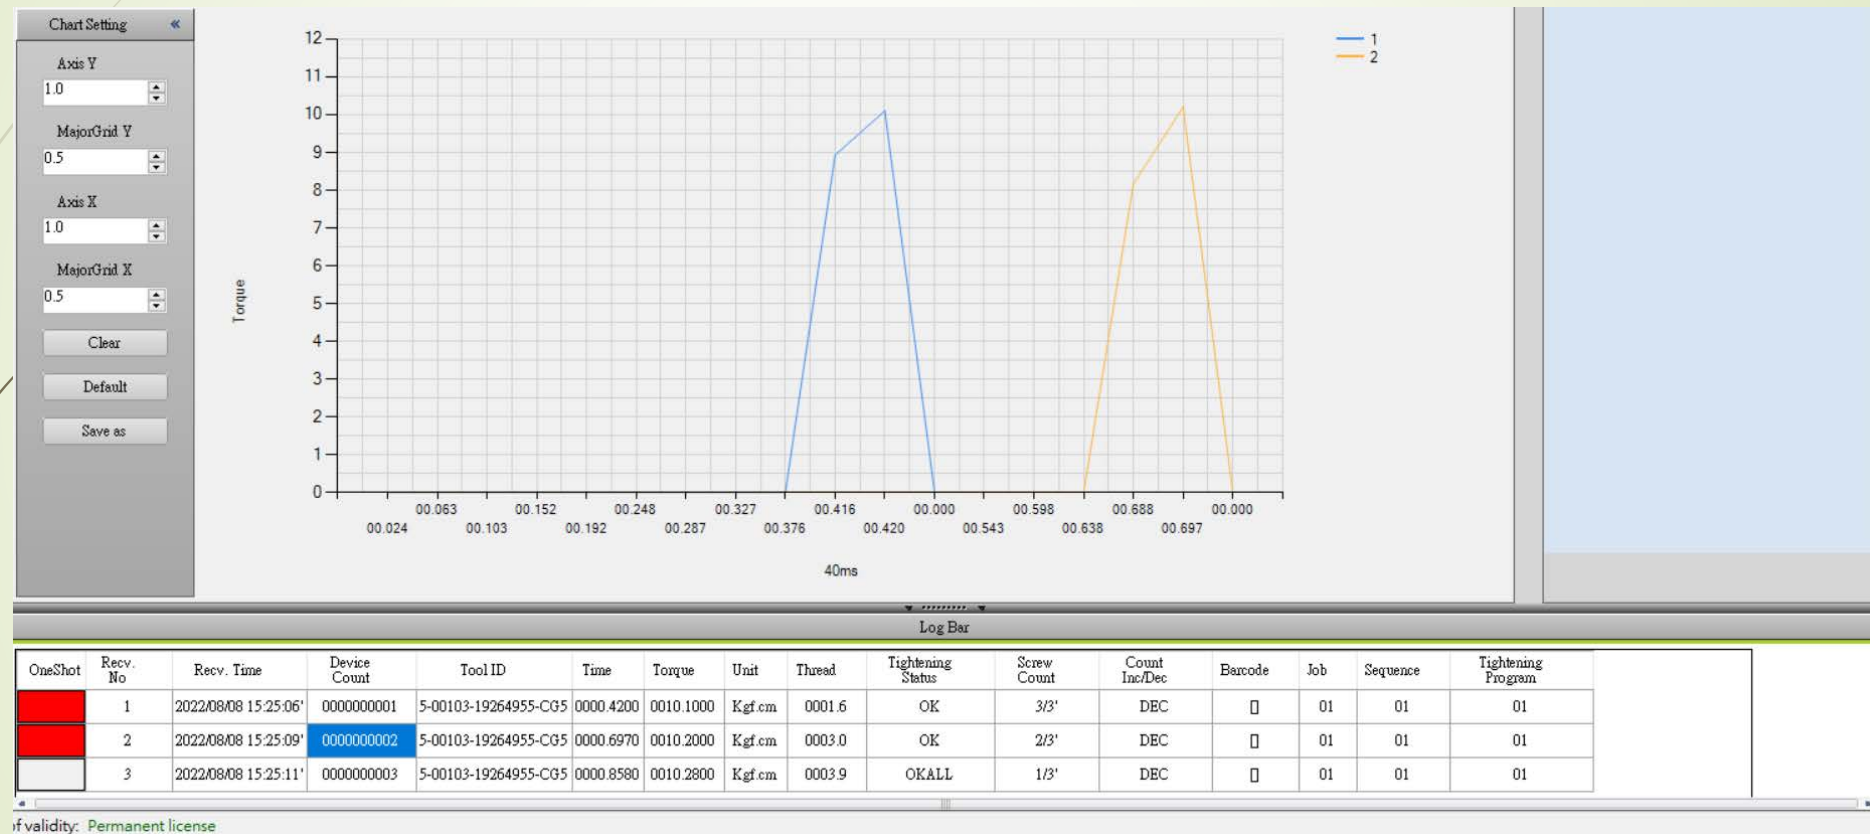 Chart Setting «
Axis Y
1.0
MajorGrid Y
0.5
Axis X
1.0
MajorGrid X
0.5
Clear
Default
Save as
12
11
10
9
8
7
6
5
4
3
2
1
0
Torque
00.063 00.152 00.248 00.327 00.416 00.000 00.598 00.688 00.000
00.024 00.103 00.192 00.287 00.376 00.420 00.543 00.638 00.697
40ms
1
2
Log Bar
OneShot Recv. No Recv. Time Device Count Tool ID Time Torque Unit Thread Tightening Status Screw Count Count Inc/Dec Barcode Job Sequence Tightening Program
1 2022/08/08 15:25:06' 0000000001 5-00103-19264955-CG5 0000.4200 0010.1000 Kgf.cm 0001.6 OK 3/3' DEC ▯ 01 01 01
2 2022/08/08 15:25:09' 0000000002 5-00103-19264955-CG5 0000.6970 0010.2000 Kgf.cm 0003.0 OK 2/3' DEC ▯ 01 01 01
3 2022/08/08 15:25:11' 0000000003 5-00103-19264955-CG5 0000.8580 0010.2800 Kgf.cm 0003.9 OKALL 1/3' DEC ▯ 01 01 01
of validity: Permanent license